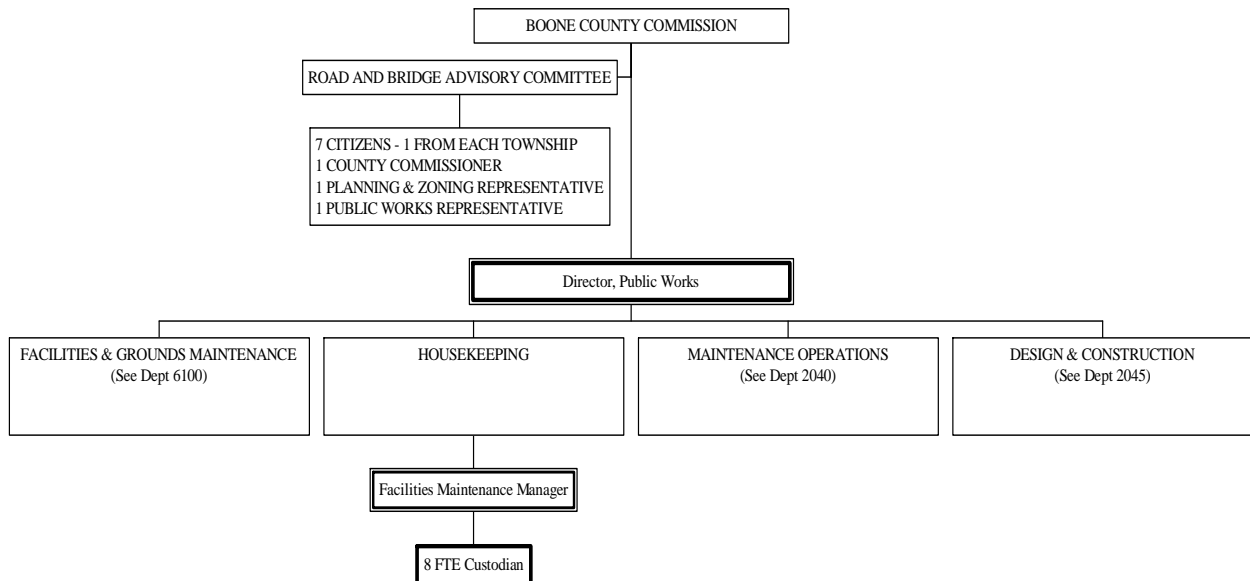 BOONE COUNTY COMMISSION
ROAD AND BRIDGE ADVISORY COMMITTEE
7 CITIZENS - 1 FROM EACH TOWNSHIP
1 COUNTY COMMISSIONER
1 PLANNING & ZONING REPRESENTATIVE
1 PUBLIC WORKS REPRESENTATIVE
Director, Public Works
FACILITIES & GROUNDS MAINTENANCE
(See Dept 6100)
HOUSEKEEPING
MAINTENANCE OPERATIONS
(See Dept 2040)
DESIGN & CONSTRUCTION
(See Dept 2045)
Facilities Maintenance Manager
8 FTE Custodian